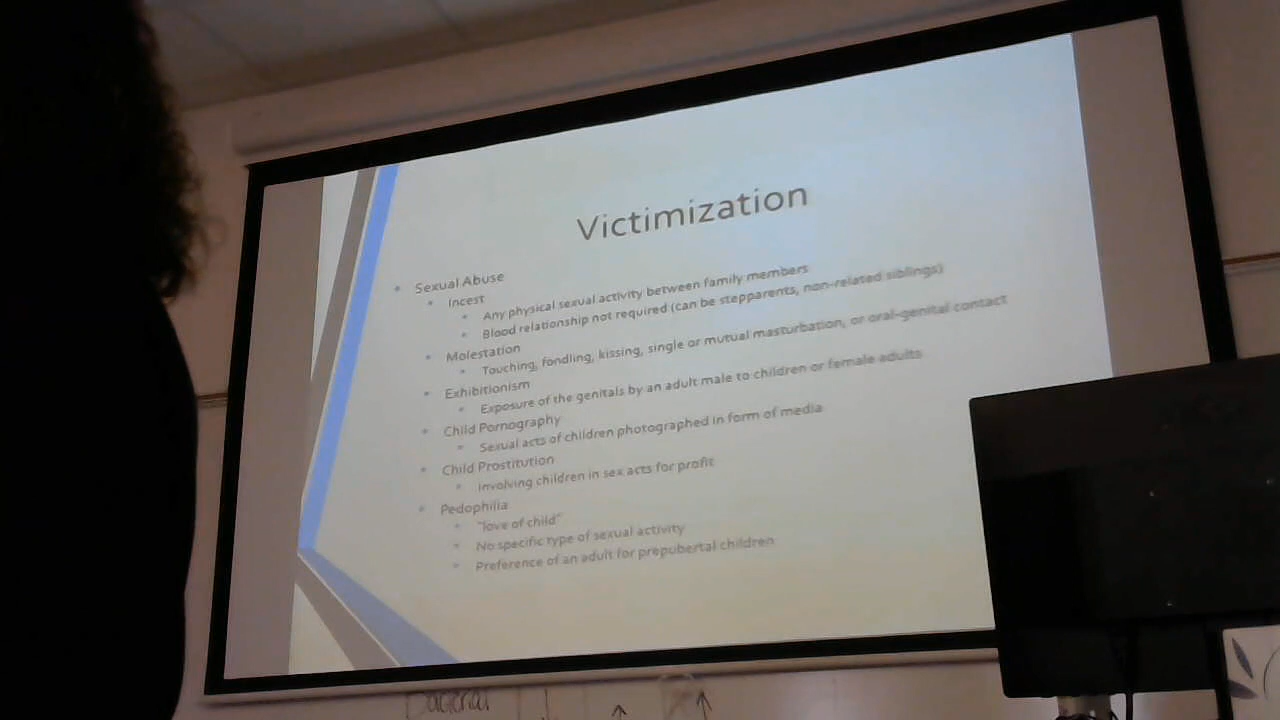 Victimization
Sexual Abuse
Incest
Any physical sexual activity between family members
Blood relationship not required (can be stepparents, non-related siblings)
Molestation
Touching, fondling, kissing, single or mutual masturbation, or oral-genital contact
Exhibitionism
Exposure of the genitals by an adult male to children or female adults
Child Pornography
Sexual acts of children photographed in form of media
Child Prostitution
Involving children in sex acts for profit
Pedophilia
"love of child"
No specific type of sexual activity
Preference of an adult for prepubertal children